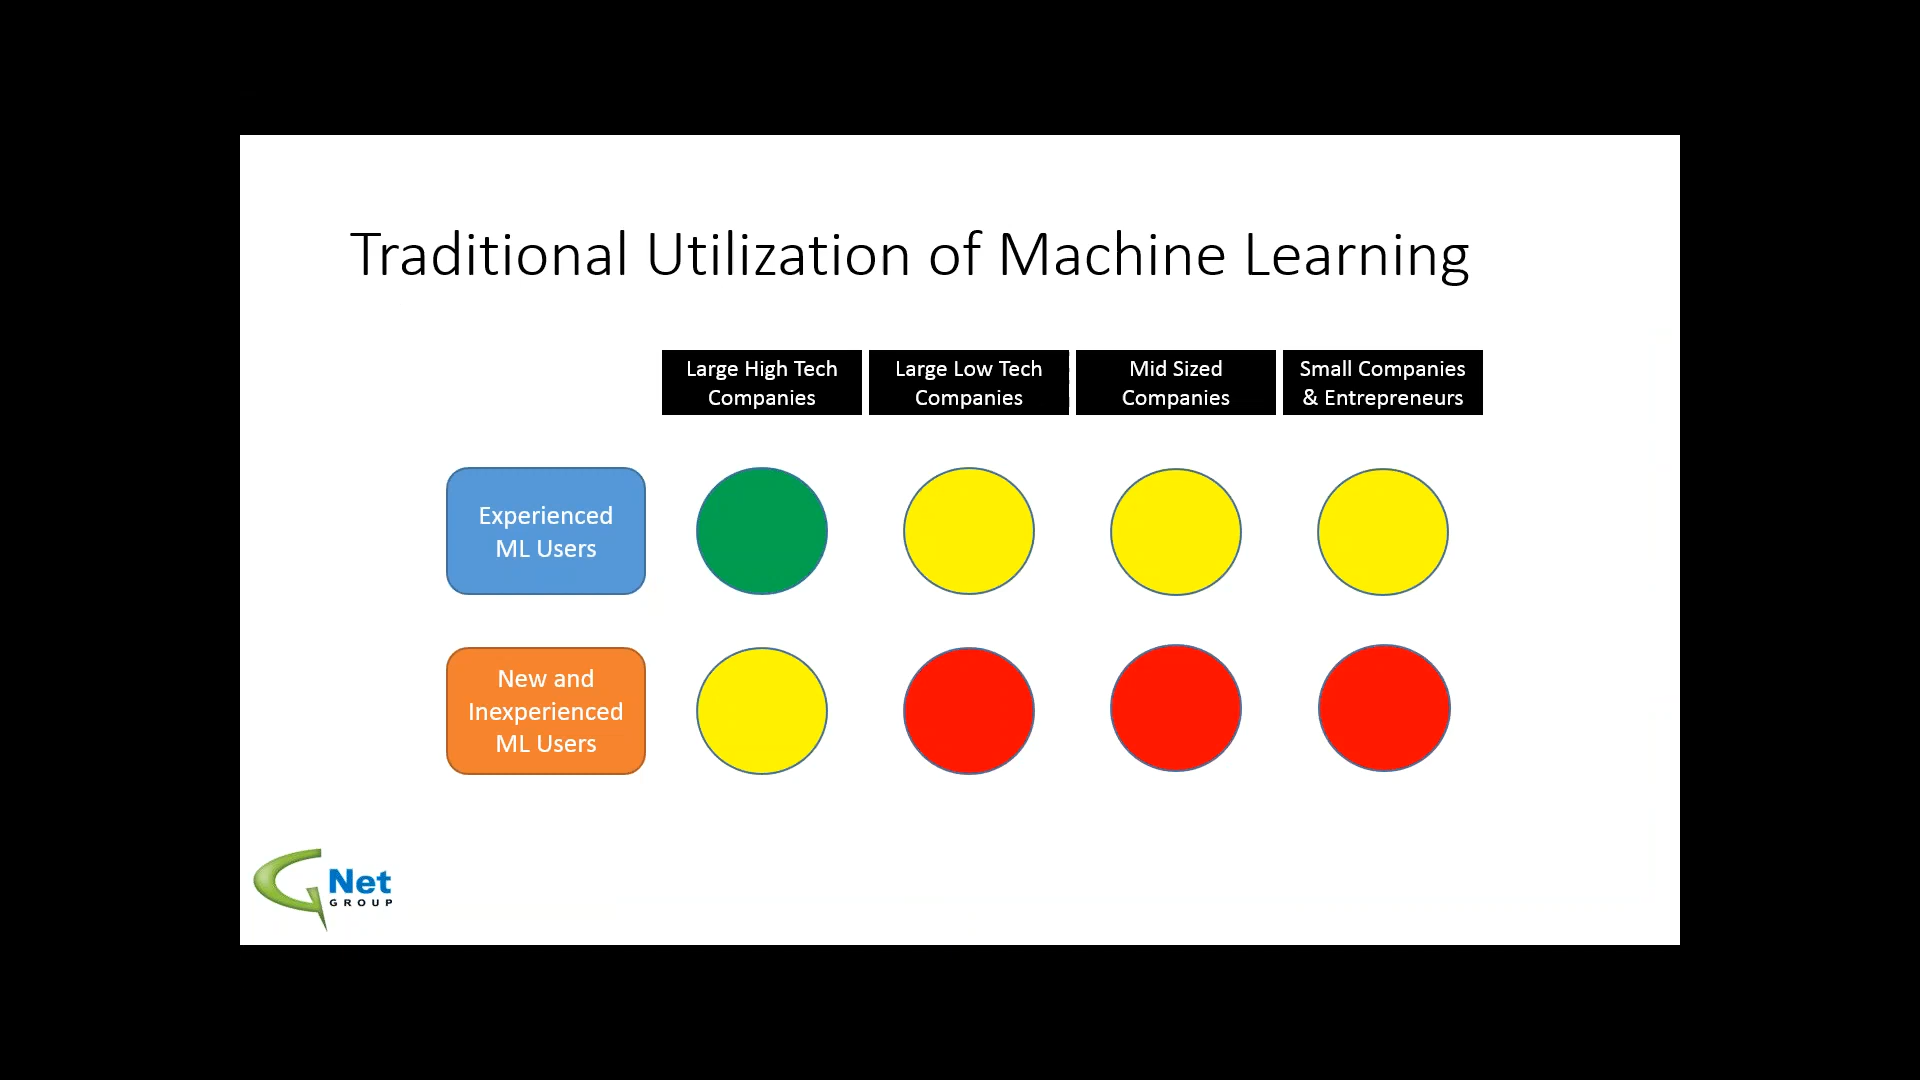 Traditional Utilization of Machine Learning
Large High Tech
Companies
Large Low Tech
Companies
Mid Sized
Companies
Small Companies
& Entrepreneurs
Experienced
ML Users
New and
Inexperienced
ML Users
G Net
GROUP